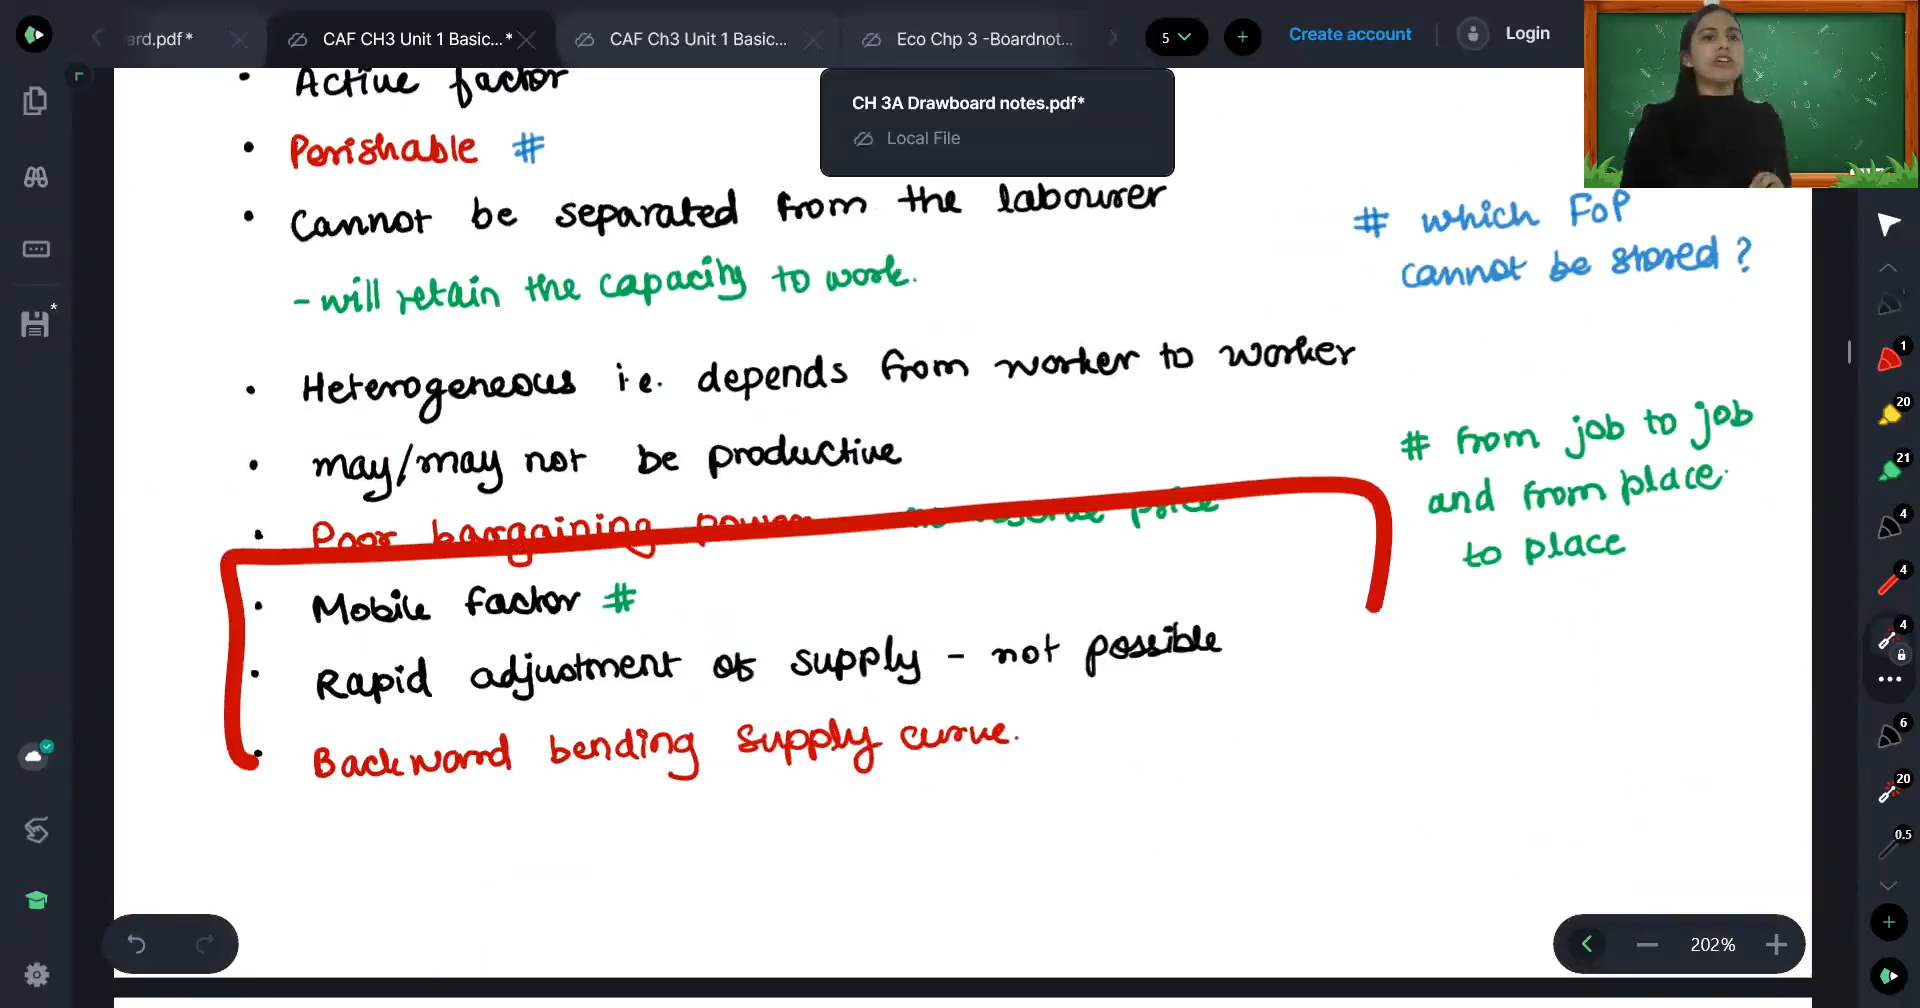 ard.pdf*
CAF CH3 Unit 1 Basic...*
CAF Ch3 Unit 1 Basic...
Eco Chp 3 -Boardnot...
5
Create account
Login
CH 3A Drawboard notes.pdf*
Local File
• Active factor
• Perishable #
• Cannot be separated from the labourer
- will retain the capacity to work.
# which FoP
cannot be stored?
• Heterogeneous i.e. depends from worker to worker
• may/may not be productive
# from job to job
and from place
to place
• Poor bargaining power price
• Mobile factor #
• Rapid adjustment of supply - not possible
• Backward bending supply curve.
1
20
21
4
4
4
6
20
0.5
202%